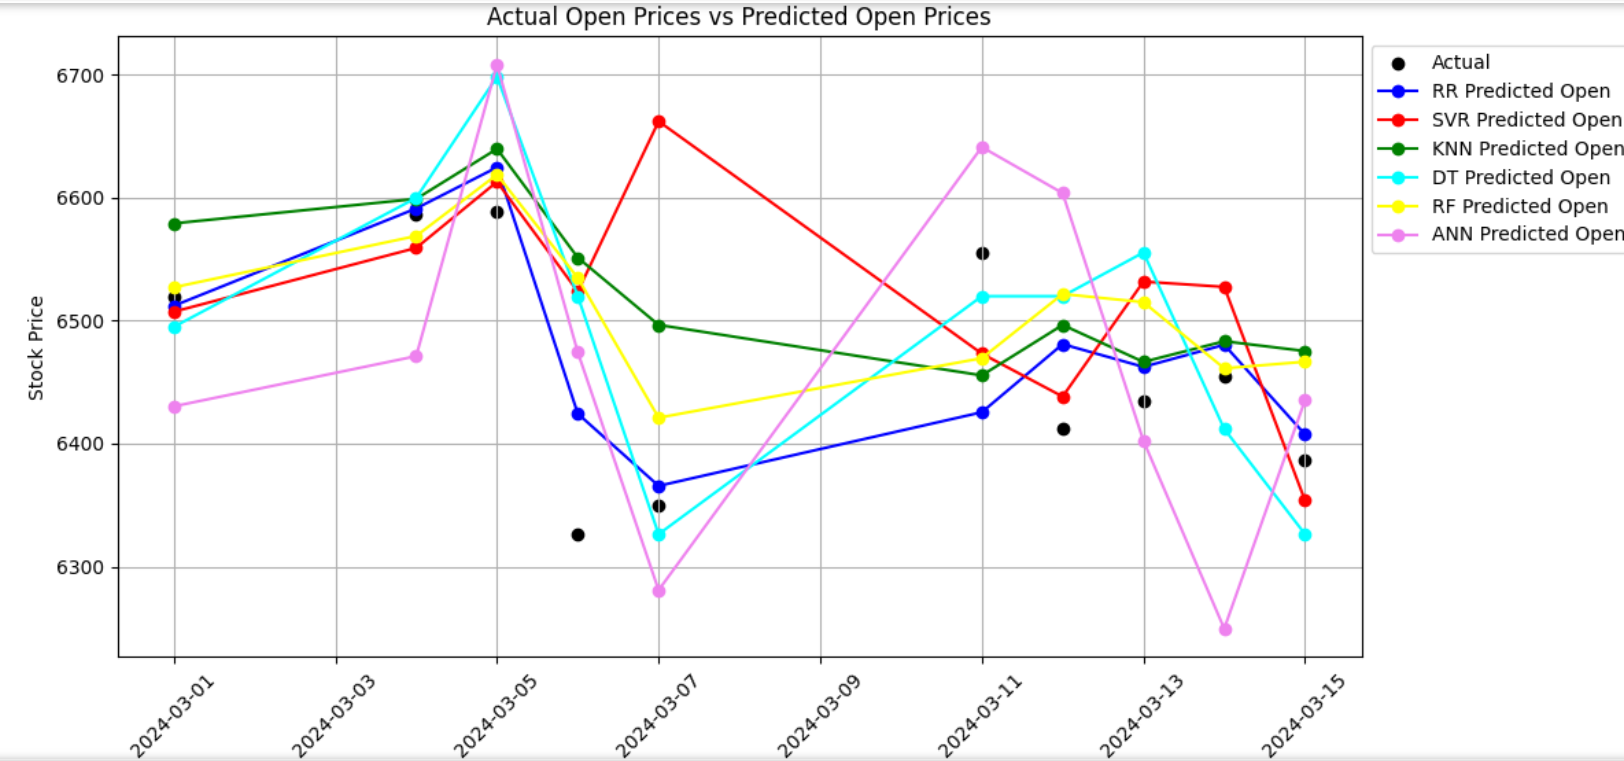 Actual Open Prices vs Predicted Open Prices
Stock Price
6700
6600
6500
6400
6300
2024-03-01
2024-03-03
2024-03-05
2024-03-07
2024-03-09
2024-03-11
2024-03-13
2024-03-15
Actual
RR Predicted Open
SVR Predicted Open
KNN Predicted Open
DT Predicted Open
RF Predicted Open
ANN Predicted Open